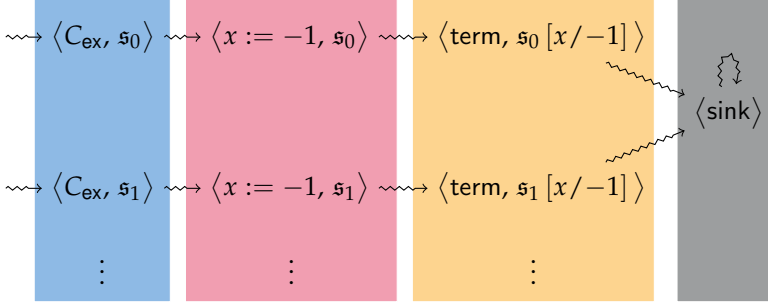 ⟨C_ex, 𝔰₀⟩ ⟨x := −1, 𝔰₀⟩ ⟨term, 𝔰₀ [x/−1] ⟩
⟨sink⟩
⟨C_ex, 𝔰₁⟩ ⟨x := −1, 𝔰₁⟩ ⟨term, 𝔰₁ [x/−1] ⟩
⋮ ⋮ ⋮